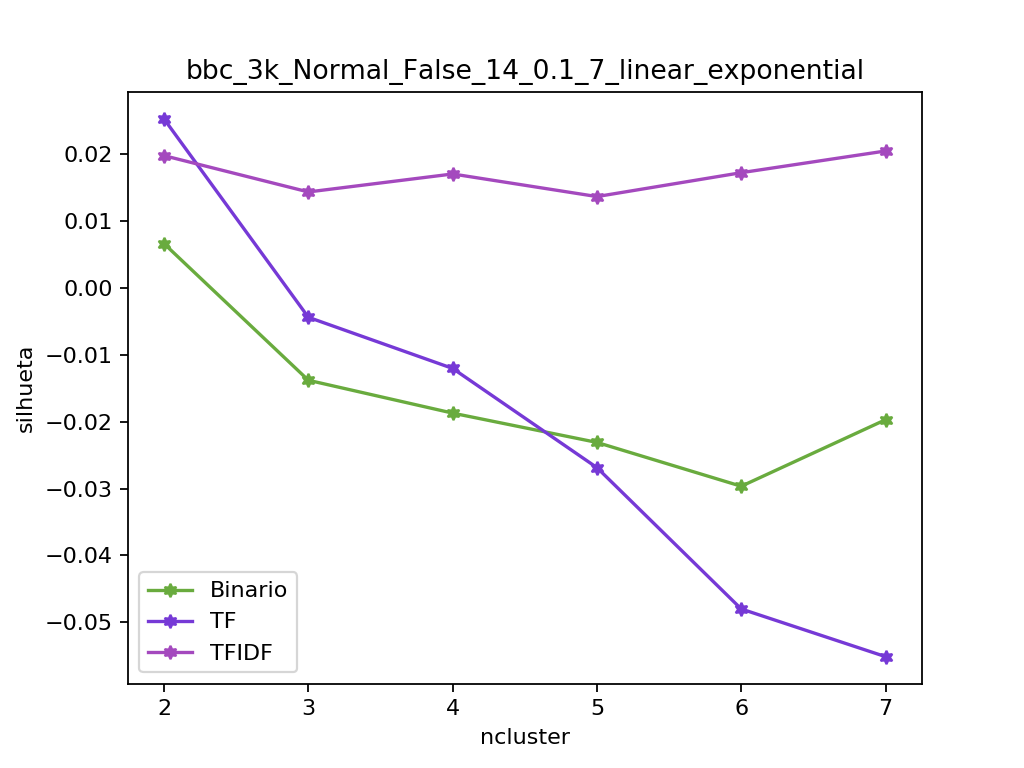 bbc_3k_Normal_False_14_0.1_7_linear_exponential
silhueta
0.02
0.01
0.00
−0.01
−0.02
−0.03
−0.04
−0.05
Binario
TF
TFIDF
2 3 4 5 6 7
ncluster